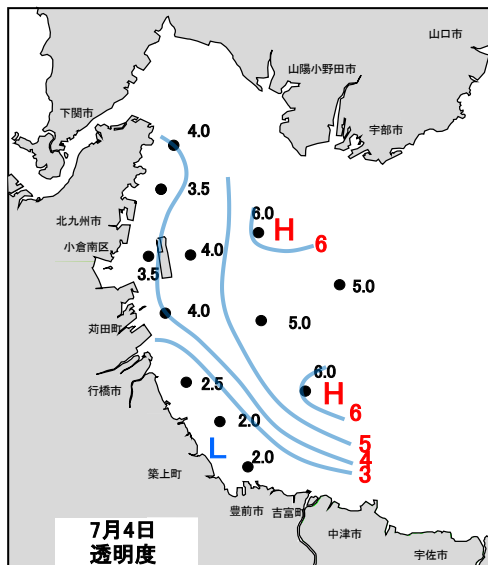 山口市
山陽小野田市
下関市
宇部市
4.0
3.5
北九州市
小倉南区
6.0
H
6
4.0
3.5
5.0
4.0
5.0
苅田町
6.0
H
行橋市
2.5
6
2.0
5
L
2.0
4
3
築上町
豊前市
吉富町
中津市
宇佐市
7月4日
透明度